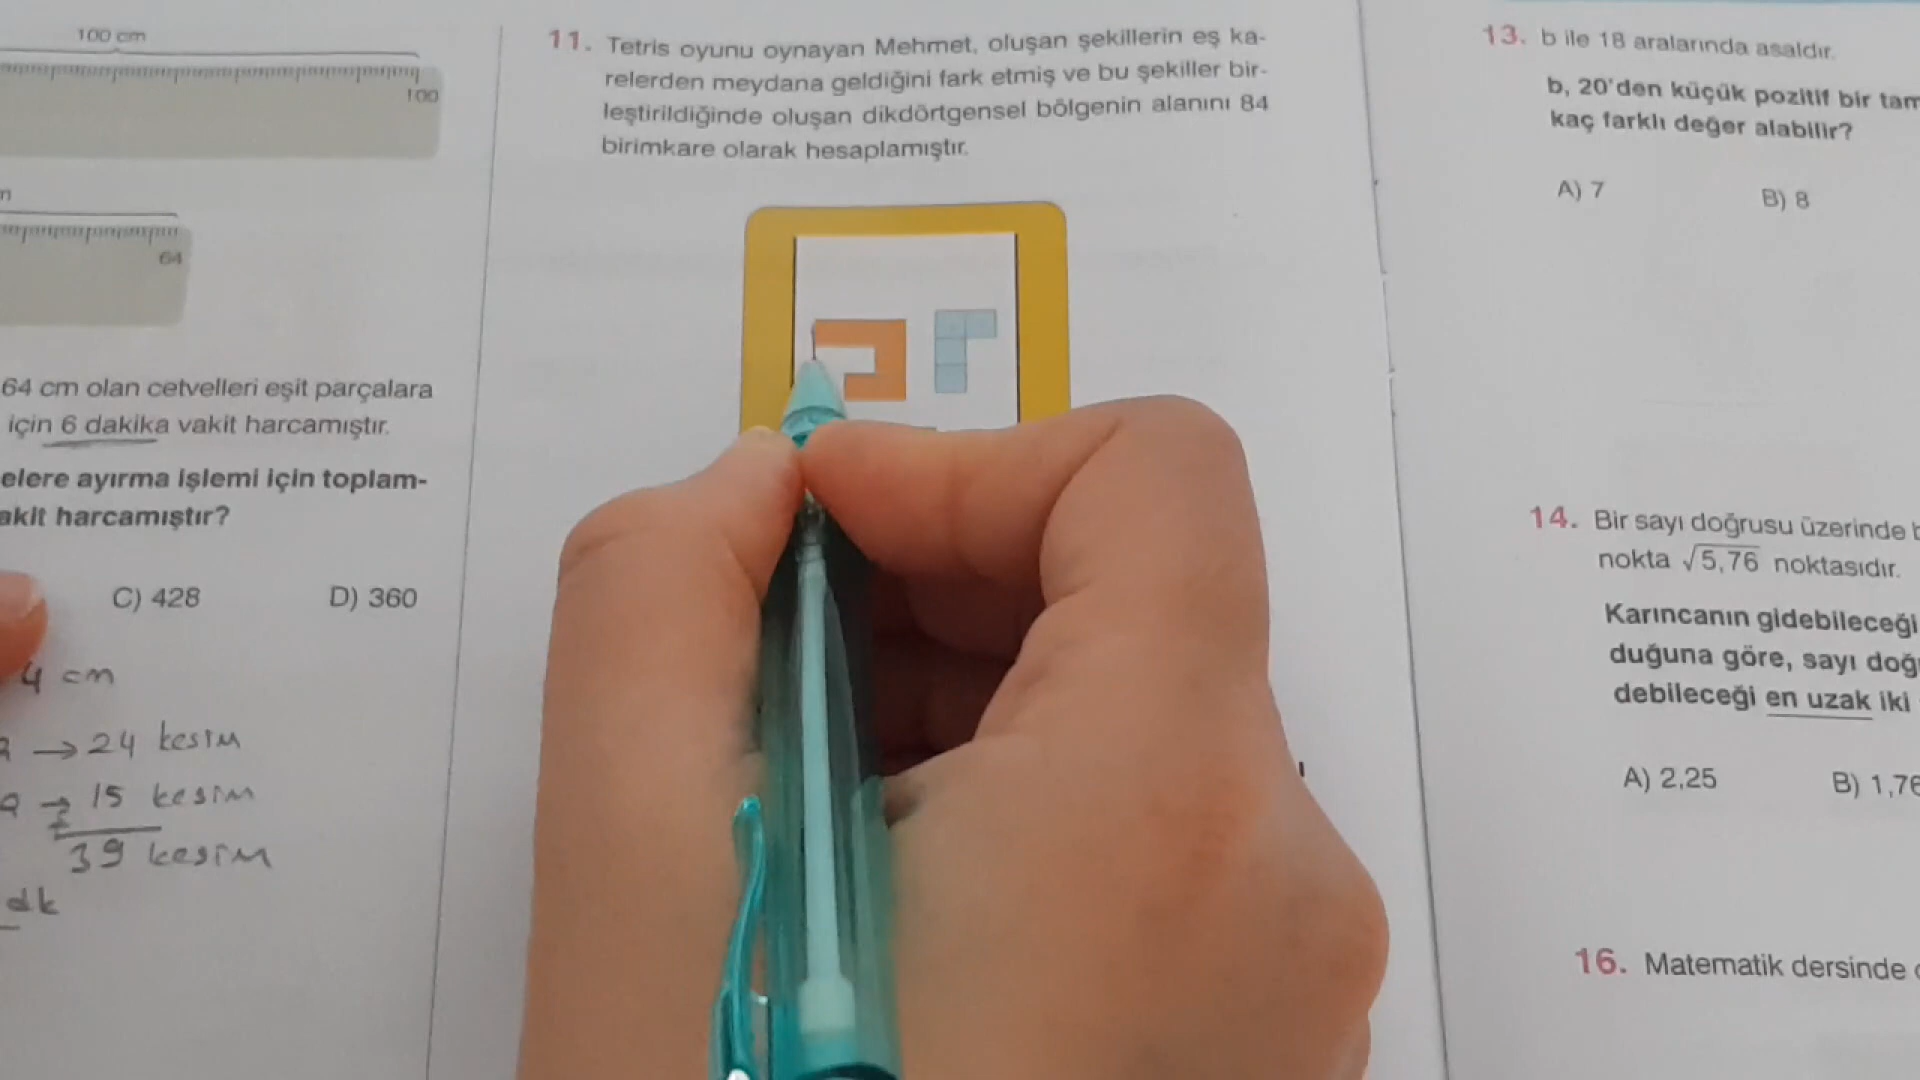 100 cm
100
64
64 cm olan cetvelleri eşit parçalara
için 6 dakika vakit harcamıştır.
elere ayırma işlemi için toplam-
akit harcamıştır?
C) 428
D) 360
4 cm
→ 24 kesim
→ 15 kesim
39 kesim
dk
11. Tetris oyunu oynayan Mehmet, oluşan şekillerin eş ka-
relerden meydana geldiğini fark etmiş ve bu şekiller bir-
leştirildiğinde oluşan dikdörtgensel bölgenin alanını 84
birimkare olarak hesaplamıştır.
13. b ile 18 aralarında asaldır.
b, 20'den küçük pozitif bir tam
kaç farklı değer alabilir?
A) 7
B) 8
14. Bir sayı doğrusu üzerinde b
nokta √5,76 noktasıdır.
Karıncanın gidebileceği
duğuna göre, sayı doğr
debileceği en uzak iki
A) 2,25
B) 1,76
16. Matematik dersinde